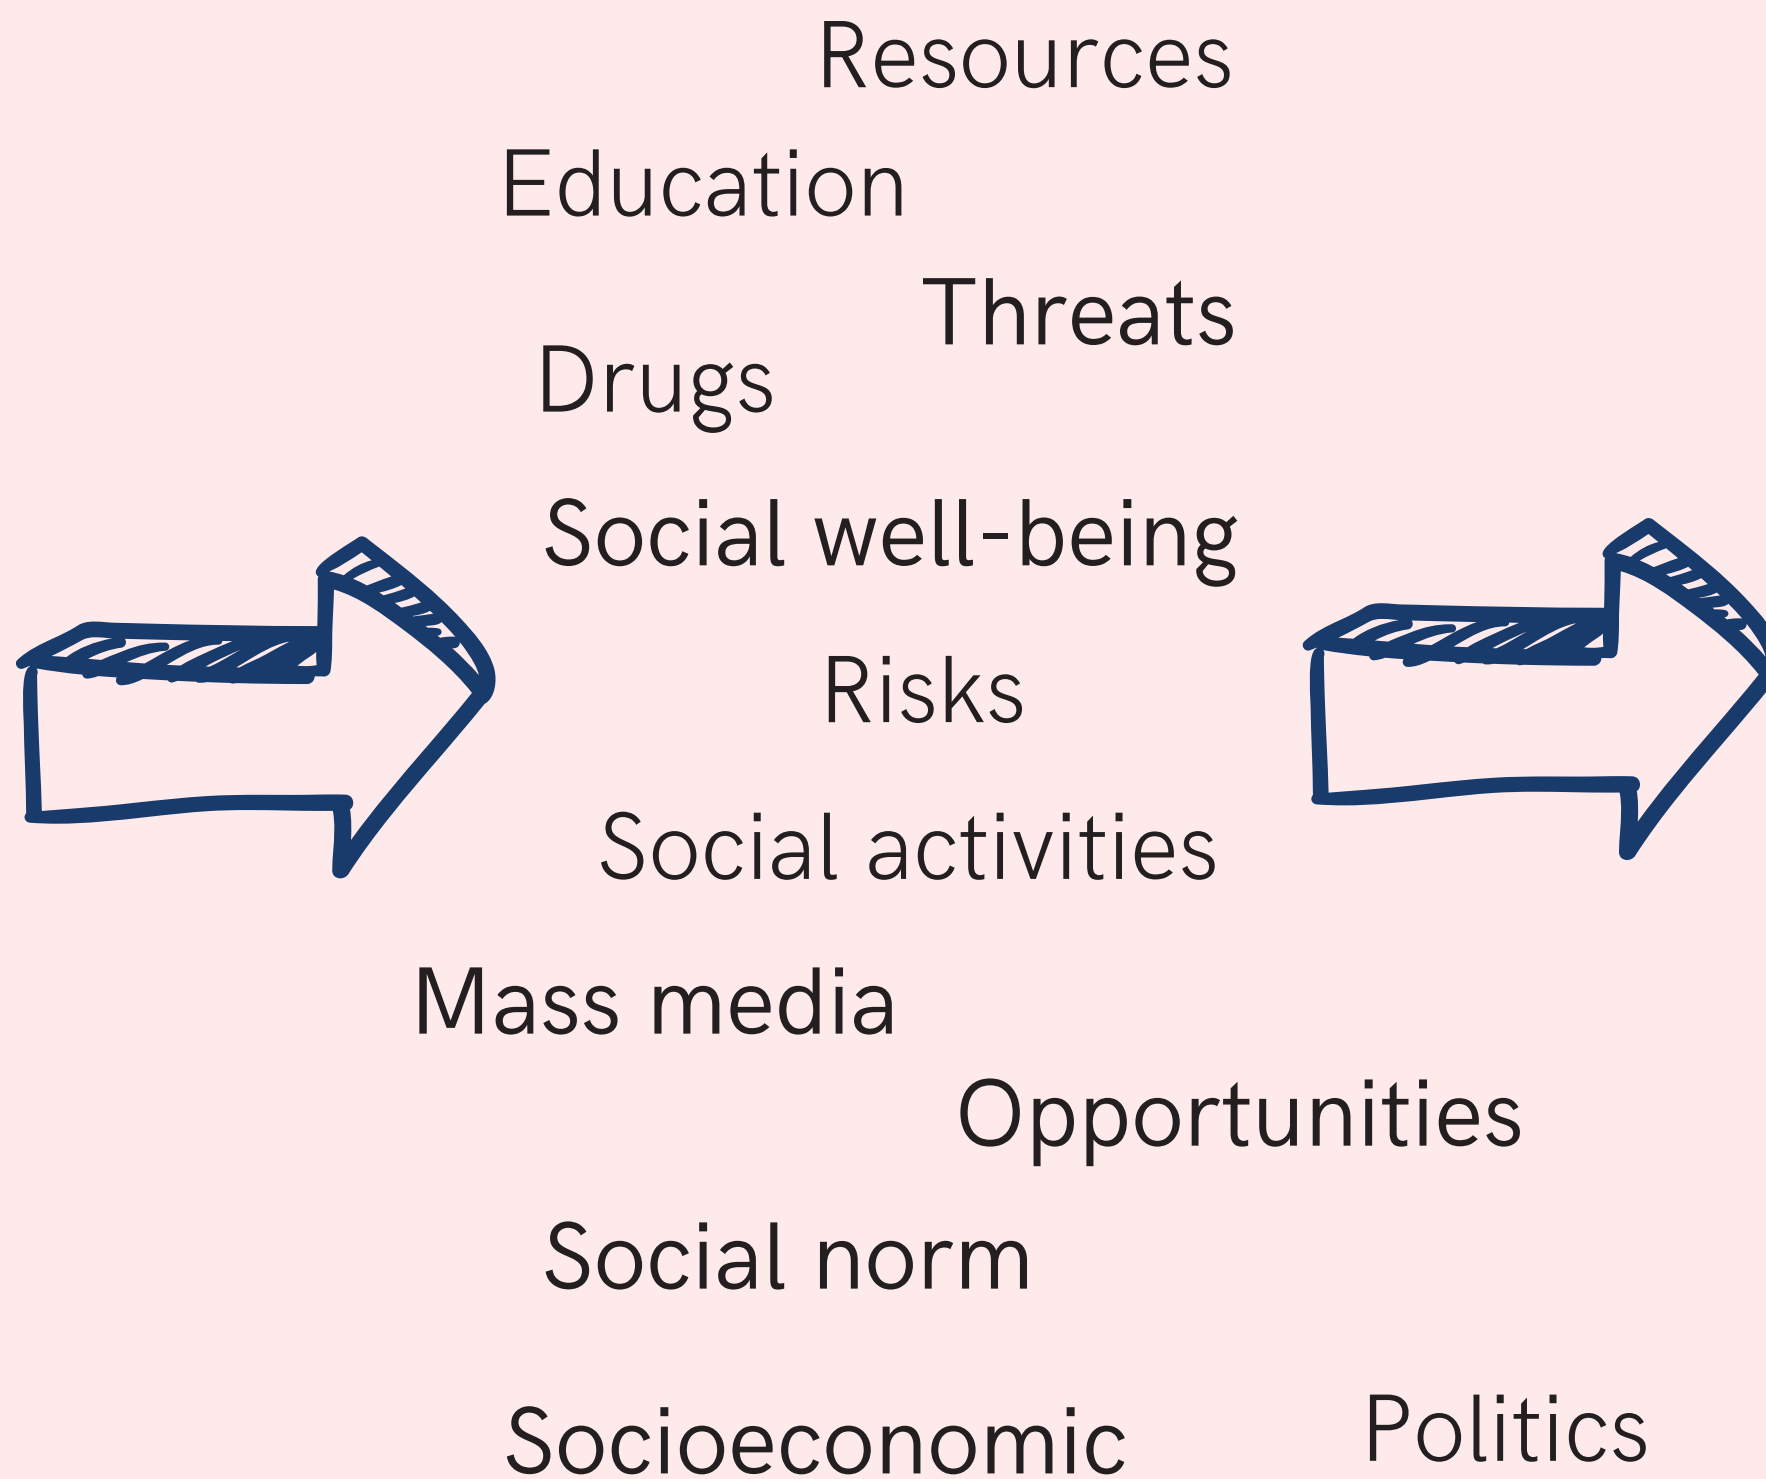 Resources
Education
Threats
Drugs
Social well-being
Risks
Social activities
Mass media
Opportunities
Social norm
Politics
Socioeconomic